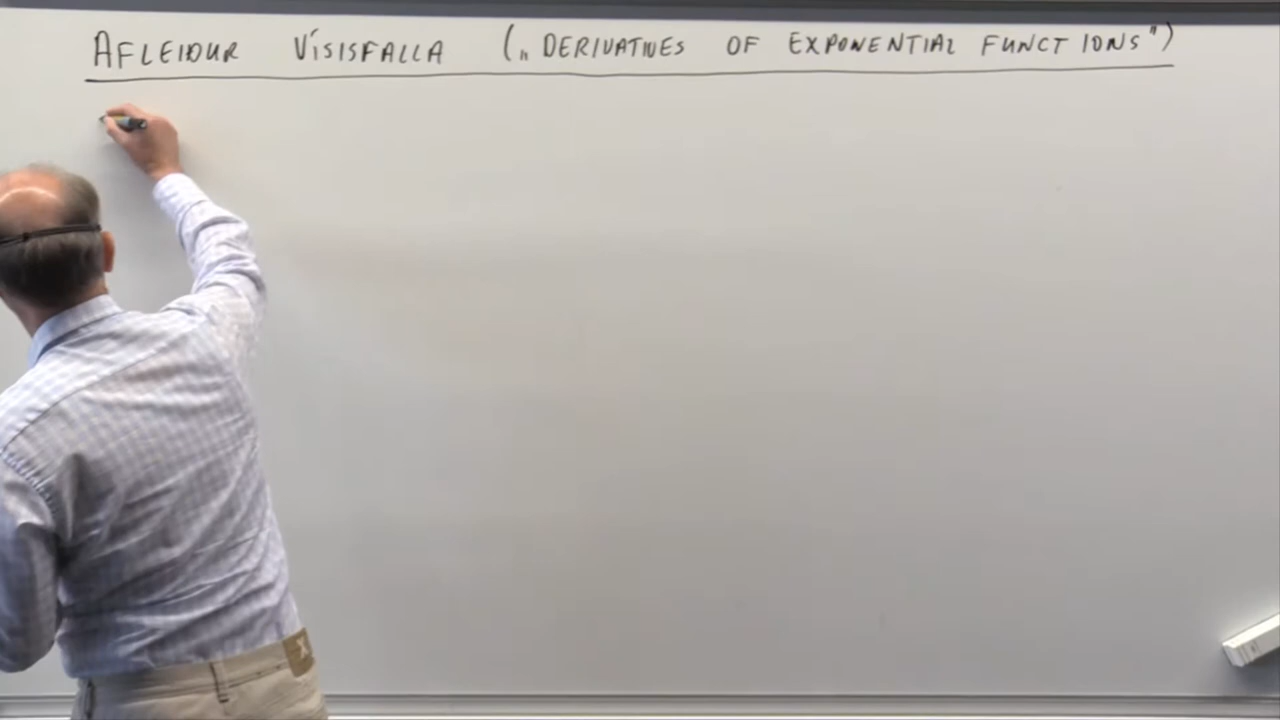 AFLEIÐUR VÍSISFALLA („ DERIVATIVES OF EXPONENTIAL FUNCTIONS")